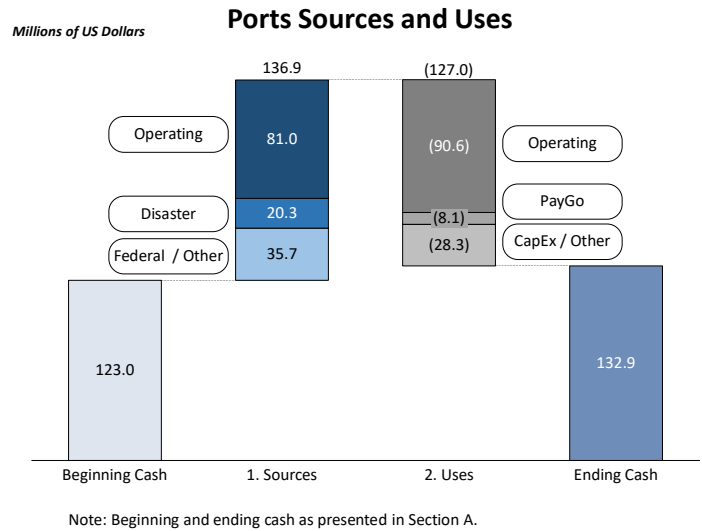 Ports Sources and Uses
Millions of US Dollars
136.9
(127.0)
Operating
81.0
(90.6)
Operating
Disaster
20.3
(8.1)
PayGo
Federal / Other
35.7
(28.3)
CapEx / Other
123.0
132.9
Beginning Cash
1. Sources
2. Uses
Ending Cash
Note: Beginning and ending cash as presented in Section A.